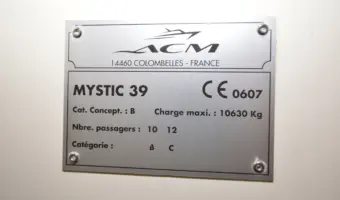 ACM
14460 COLOMBELLES - FRANCE
MYSTIC 39 CE 0607
Cat. Concept. : B Charge maxi. : 10630 Kg
Nbre. passagers : 10 12
Catégorie : 6 C